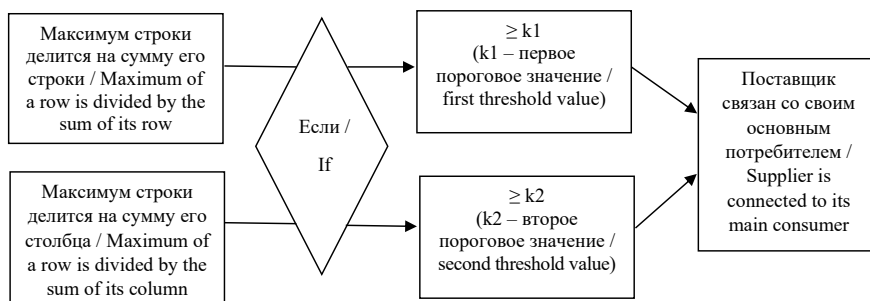 Максимум строки
делится на сумму его
строки / Maximum of
a row is divided by the
sum of its row
Если /
If
≥ k1
(k1 – первое
пороговое значение /
first threshold value)
Поставщик
связан со своим
основным
потребителем /
Supplier is
connected to its
main consumer
Максимум строки
делится на сумму его
столбца / Maximum of
a row is divided by the
sum of its column
≥ k2
(k2 – второе
пороговое значение /
second threshold value)